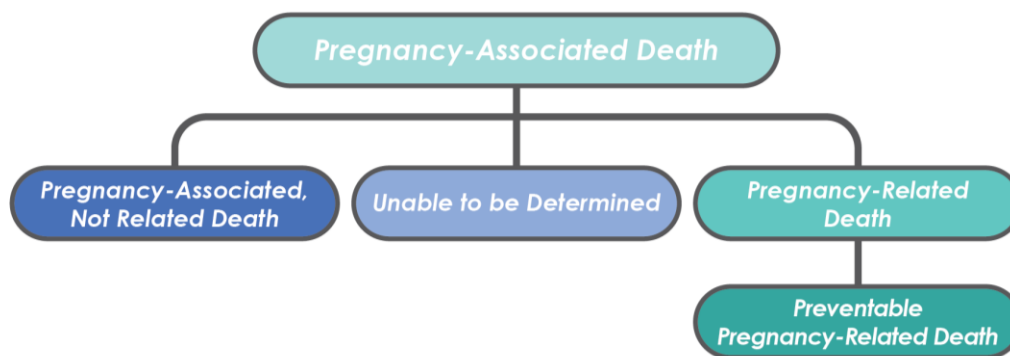 Pregnancy-Associated Death
Pregnancy-Associated,
Not Related Death
Unable to be Determined
Pregnancy-Related
Death
Preventable
Pregnancy-Related Death